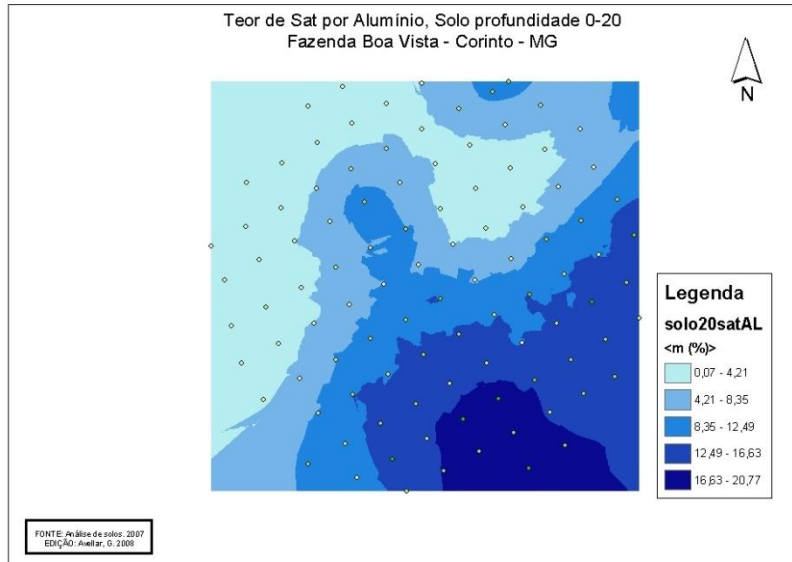 Teor de Sat por Alumínio, Solo profundidade 0-20
Fazenda Boa Vista - Corinto - MG
N
Legenda
solo20satAL
<m (%)>
0,07 - 4,21
4,21 - 8,35
8,35 - 12,49
12,49 - 16,63
16,63 - 20,77
FONTE: Análise de solos. 2007
EDIÇÃO: Avellar, G. 2008